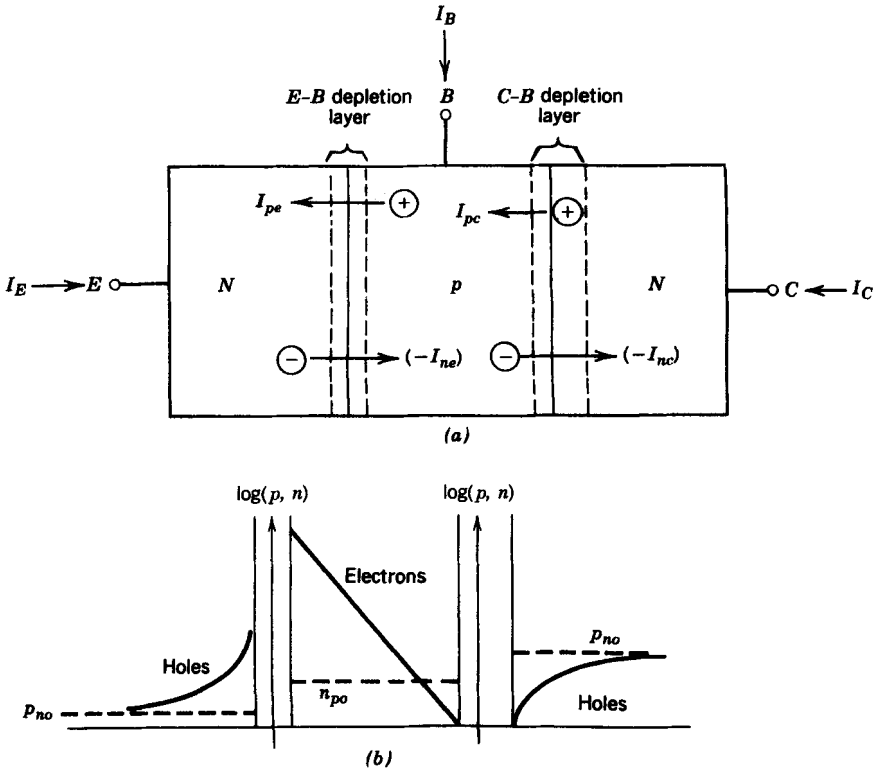 I_B
E–B depletion layer
B
C–B depletion layer
I_pe
+
I_pc
+
I_E
E
N
p
N
C
I_C
−
(−I_ne)
−
(−I_nc)
(a)
log(p, n)
log(p, n)
Electrons
p_no
Holes
n_po
Holes
p_no
(b)